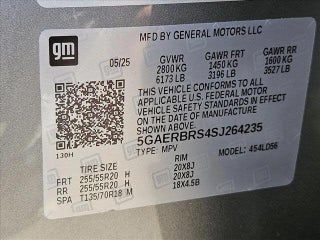 gm
MFD BY GENERAL MOTORS LLC
05/25
GVWR GAWR FRT GAWR RR
2800 KG 1450 KG 1600 KG
6173 LB 3196 LB 3527 LB
THIS VEHICLE CONFORMS TO ALL
APPLICABLE U.S. FEDERAL MOTOR
VEHICLE SAFETY STANDARDS IN EFFECT
ON THE DATE OF MANUFACTURE
FROM ABOVE.
5GAERBRS4SJ264235
130H
TYPE: MPV MODEL: 4S4LD56
TIRE SIZE RIM
FRT 255/55R20 H 20X8J
RR 255/55R20 H 20X8J
SPA T135/70R18 M 18X4.5B